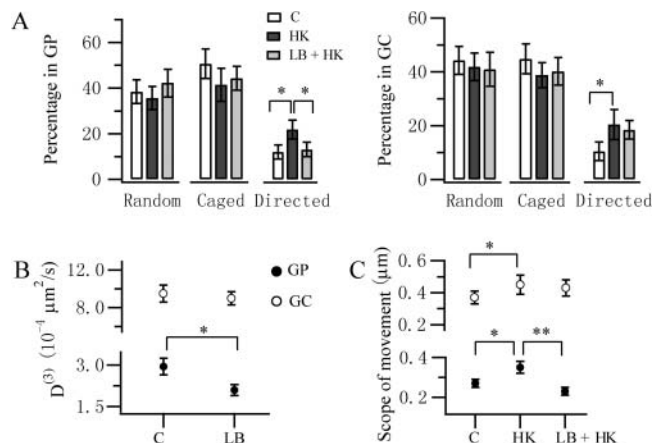 A
C
HK
LB + HK
Percentage in GP
60
40
20
0
* *
Random Caged Directed
Percentage in GC
60
40
20
0
*
Random Caged Directed
B
GP
GC
D(3) (10-4 μm2/s)
12.0
9.0
3.0
1.5
*
C LB
C
Scope of movement (μm)
0.6
0.4
0.2
0.4
0.2
*
* **
C HK LB + HK